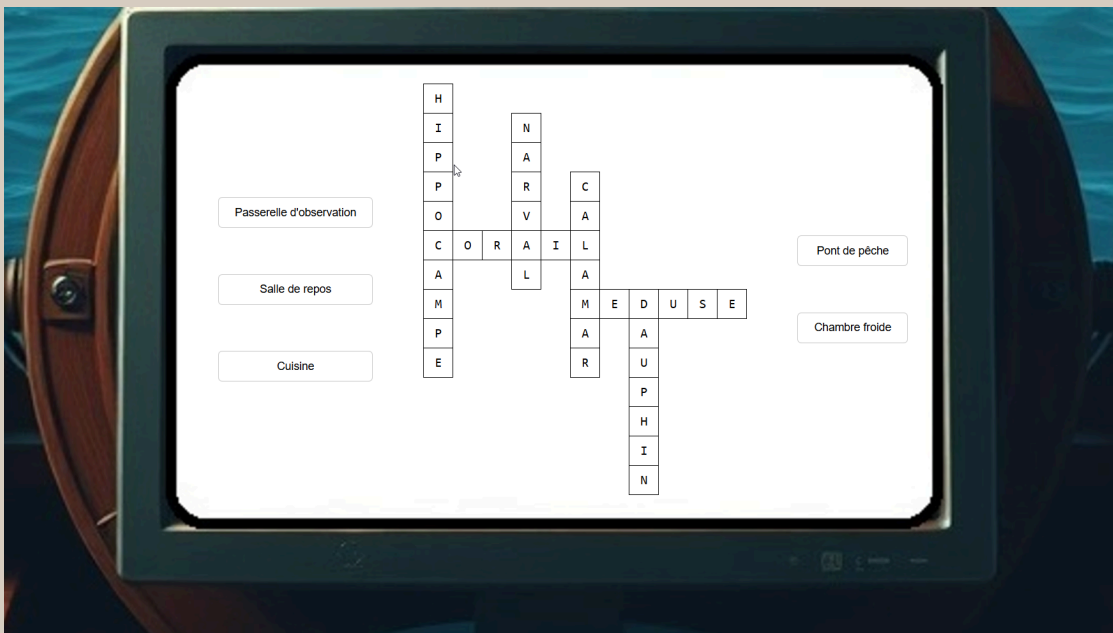 Passerelle d'observation
Salle de repos
Cuisine
HIPPOCAMPE
NARVAL
CALAMAR
CORAIL
MEDUSE
DAUPHIN
Pont de pêche
Chambre froide